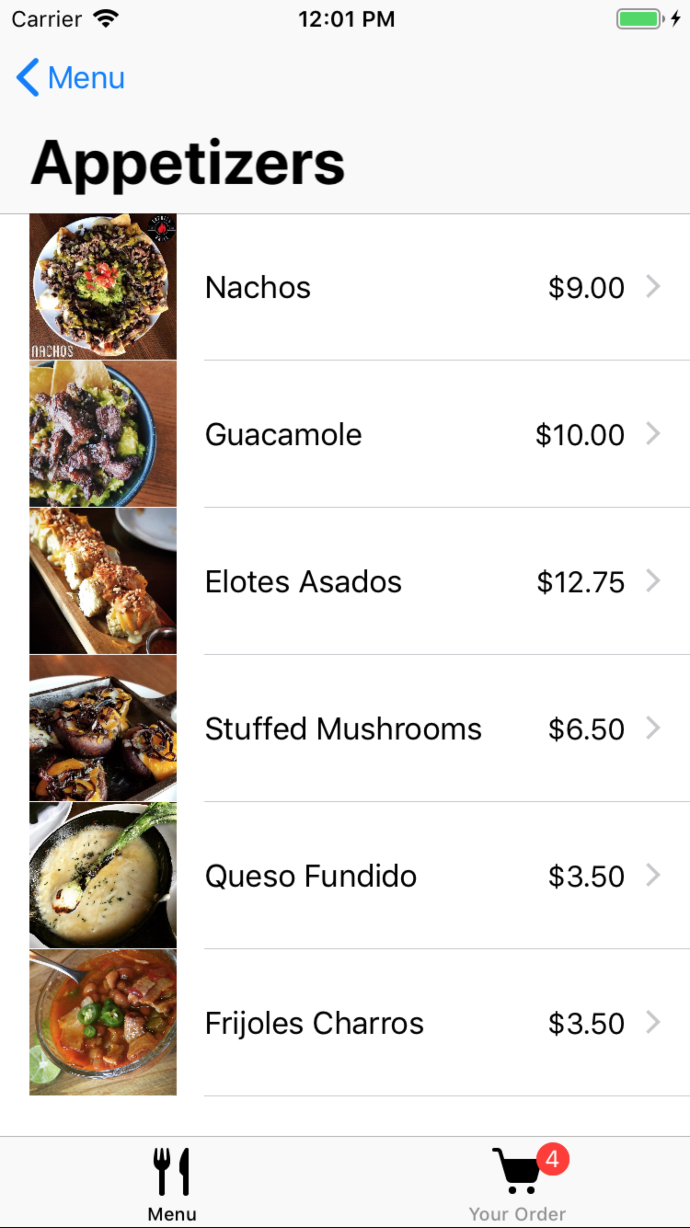 Carrier 12:01 PM
Menu
Appetizers
NACHOS
Nachos $9.00
Guacamole $10.00
Elotes Asados $12.75
Stuffed Mushrooms $6.50
Queso Fundido $3.50
Frijoles Charros $3.50
4
Menu Your Order